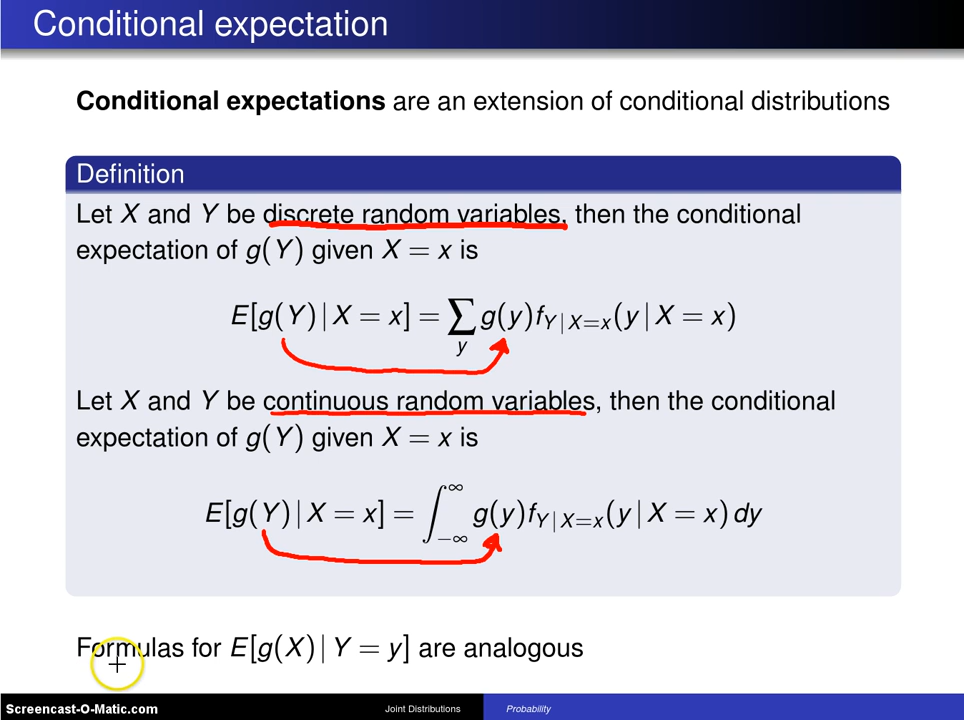 Conditional expectation
Conditional expectations are an extension of conditional distributions
Definition
Let X and Y be discrete random variables, then the conditional
expectation of g(Y) given X = x is
E[g(Y) | X = x] = ∑_y g(y)f_{Y | X=x}(y | X = x)
Let X and Y be continuous random variables, then the conditional
expectation of g(Y) given X = x is
E[g(Y) | X = x] = ∫_{−∞}^{∞} g(y)f_{Y | X=x}(y | X = x) dy
Formulas for E[g(X) | Y = y] are analogous
Screencast-O-Matic.com
Joint Distributions
Probability